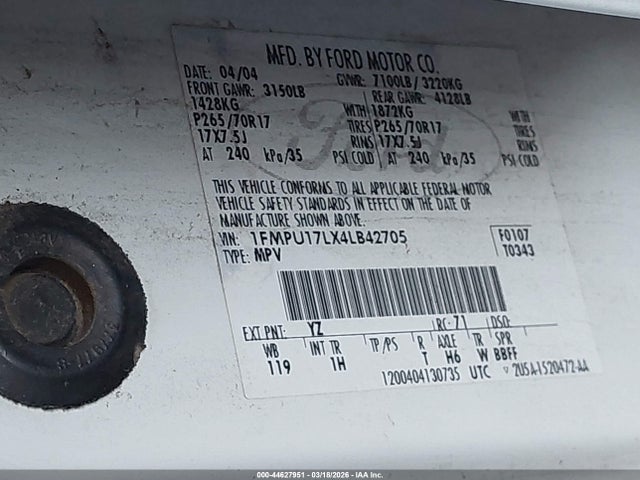 MFD. BY FORD MOTOR CO.
DATE: 04/04 GVWR: 7100LB/3220KG
FRONT GAWR: 3150LB REAR GAWR: 4128LB
1428KG WITH 1872KG WITH
P265/70R17 TIRES P265/70R17 TIRES
17X7.5J RIMS 17X7.5J RIMS
AT 240 kPa/35 PSI COLD AT 240 kPa/35 PSI COLD
Ford
THIS VEHICLE CONFORMS TO ALL APPLICABLE FEDERAL MOTOR
VEHICLE SAFETY STANDARDS IN EFFECT ON THE DATE OF
MANUFACTURE SHOWN ABOVE.
VIN: 1FMPU17LX4LB42705 F0107
TYPE: MPV T0343
EXT PNT: YZ RC: 71 DSO:
WB INT TR TP/PS R AXLE TR SPR
119 1H T H6 W BBFF
1200404130735 UTC 2U5A-1520472-AA
000-44627951 | 03/18/2026 | IAA Inc.